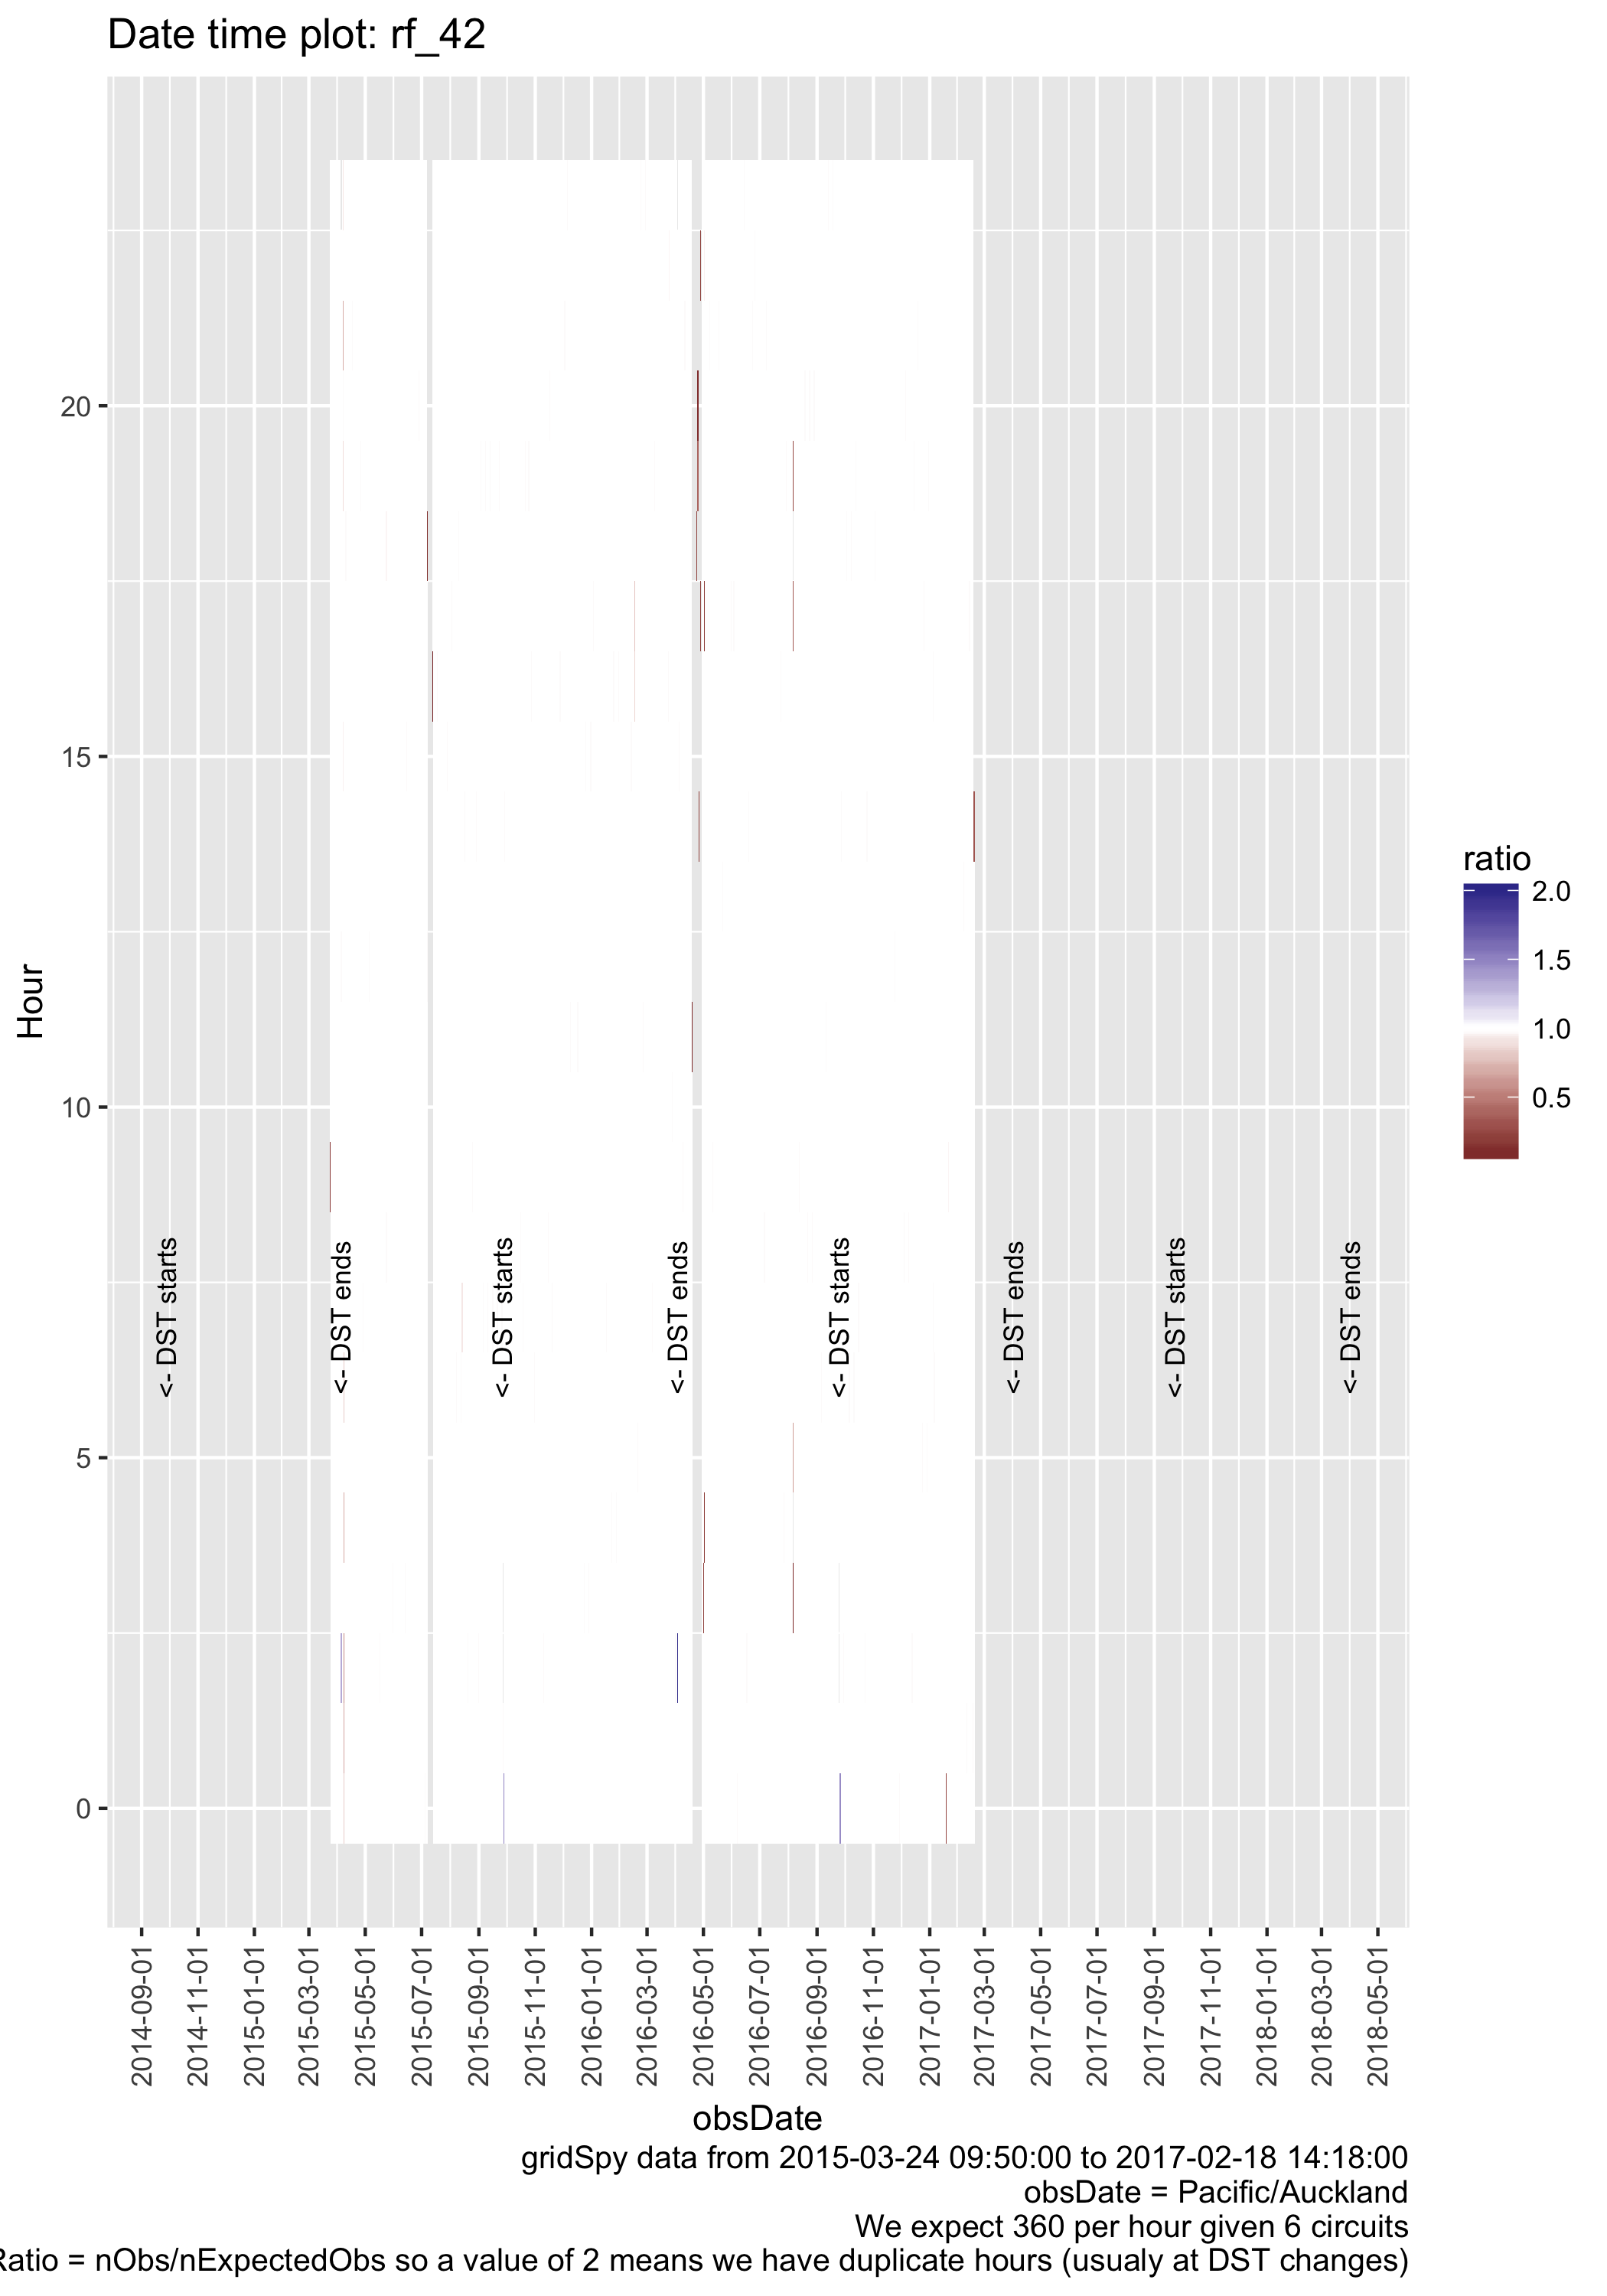 Date time plot: rf_42
Hour
20
15
10
5
0
<- DST starts
<- DST ends
<- DST starts
<- DST ends
<- DST starts
<- DST ends
<- DST starts
<- DST ends
ratio
2.0
1.5
1.0
0.5
2014-09-01
2014-11-01
2015-01-01
2015-03-01
2015-05-01
2015-07-01
2015-09-01
2015-11-01
2016-01-01
2016-03-01
2016-05-01
2016-07-01
2016-09-01
2016-11-01
2017-01-01
2017-03-01
2017-05-01
2017-07-01
2017-09-01
2017-11-01
2018-01-01
2018-03-01
2018-05-01
obsDate
gridSpy data from 2015-03-24 09:50:00 to 2017-02-18 14:18:00
obsDate = Pacific/Auckland
We expect 360 per hour given 6 circuits
Ratio = nObs/nExpectedObs so a value of 2 means we have duplicate hours (usualy at DST changes)